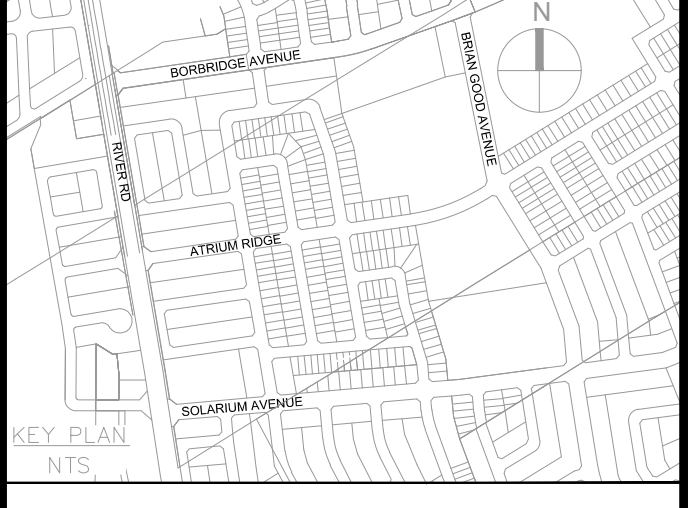 N
BORBRIDGE AVENUE
BRIAN GOOD AVENUE
RIVER RD
ATRIUM RIDGE
SOLARIUM AVENUE
KEY PLAN
NTS